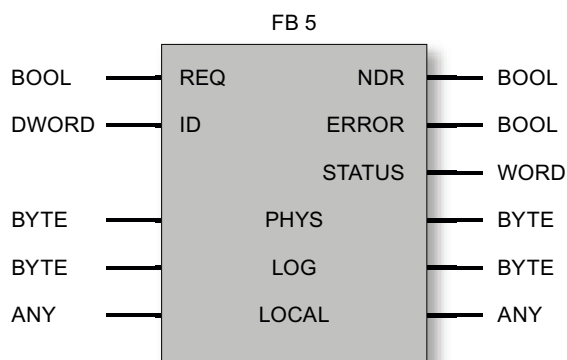 FB 5
BOOL REQ NDR BOOL
DWORD ID ERROR BOOL
STATUS WORD
BYTE PHYS BYTE
BYTE LOG BYTE
ANY LOCAL ANY